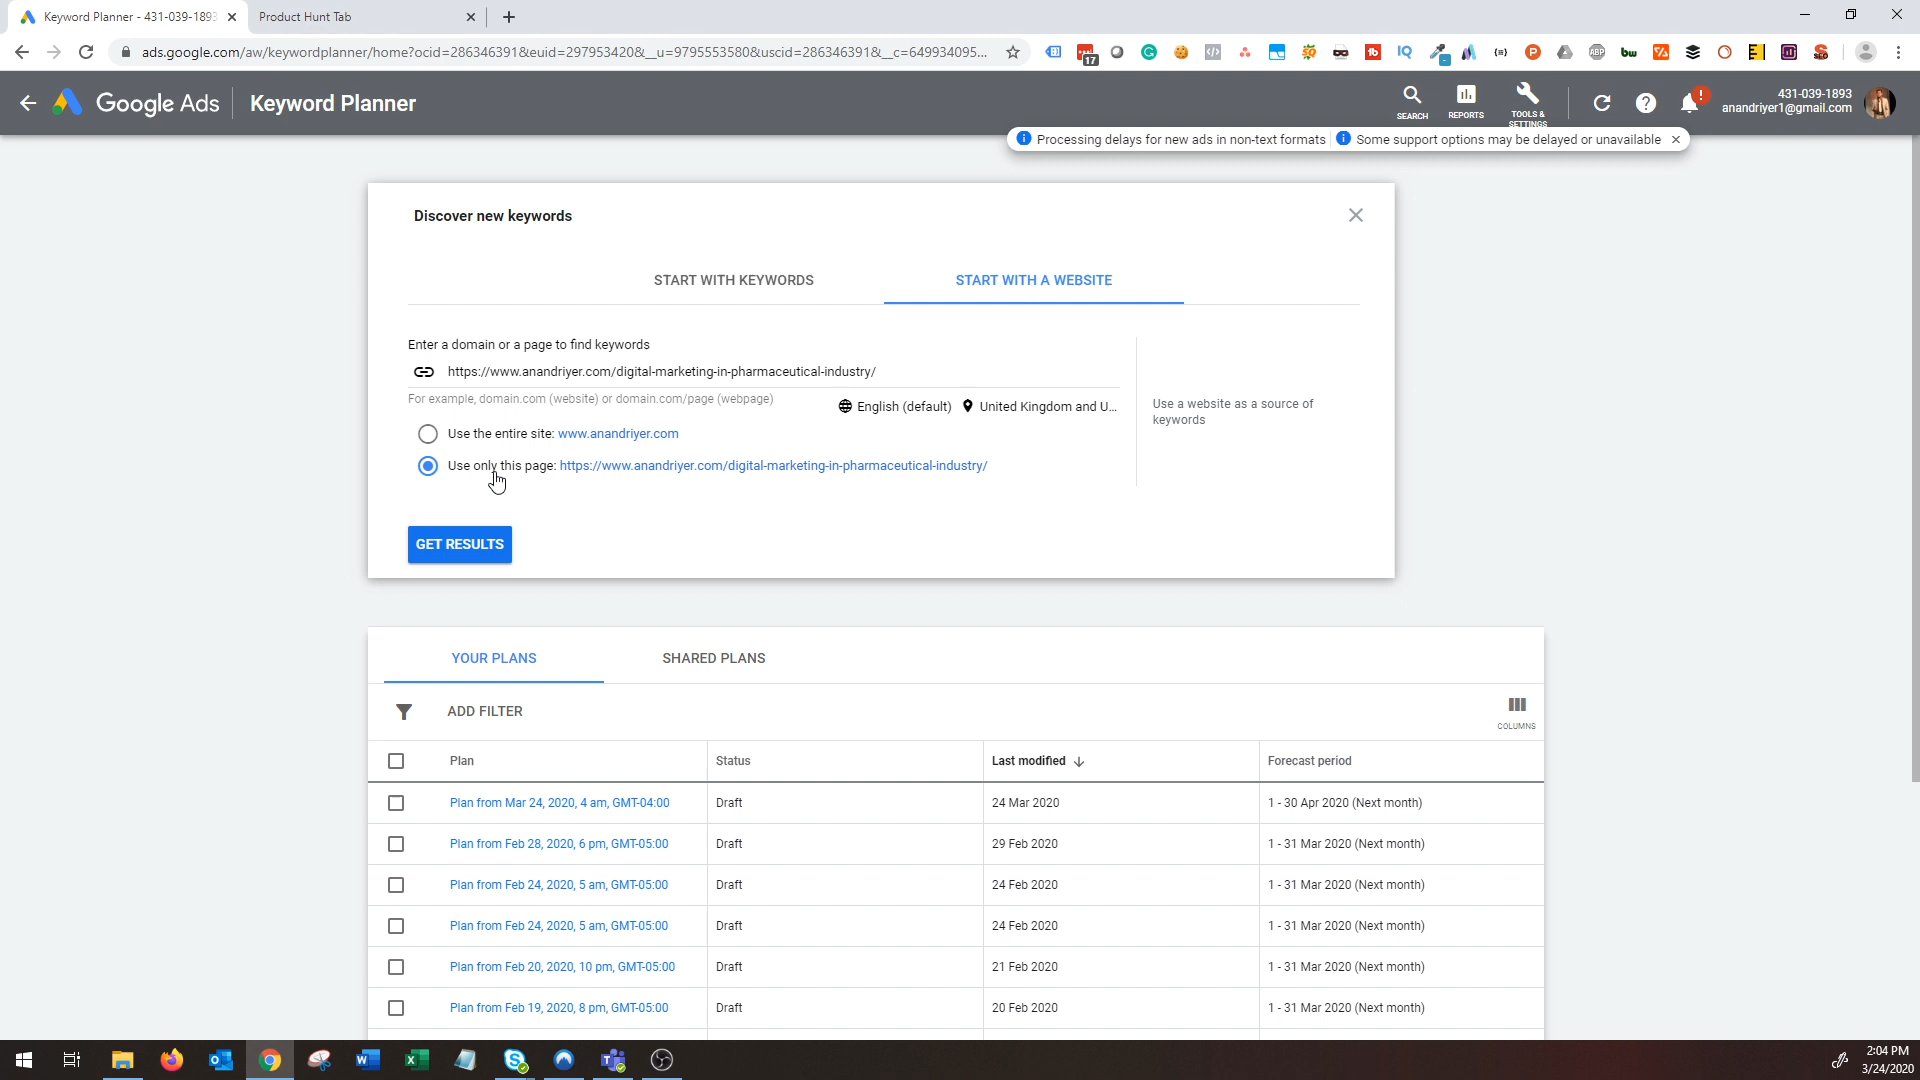 Keyword Planner - 431-039-1893
Product Hunt Tab
ads.google.com/aw/keywordplanner/home?ocid=286346391&euid=297953420&__u=9795553580&uscid=286346391&__c=649934095...
17
Google Ads
Keyword Planner
SEARCH
REPORTS
TOOLS &
SETTINGS
431-039-1893
anandriyer1@gmail.com
Processing delays for new ads in non-text formats
Some support options may be delayed or unavailable
Discover new keywords
START WITH KEYWORDS
START WITH A WEBSITE
Enter a domain or a page to find keywords
https://www.anandriyer.com/digital-marketing-in-pharmaceutical-industry/
For example, domain.com (website) or domain.com/page (webpage)
English (default)
United Kingdom and U...
Use a website as a source of
keywords
Use the entire site: www.anandriyer.com
Use only this page: https://www.anandriyer.com/digital-marketing-in-pharmaceutical-industry/
GET RESULTS
YOUR PLANS
SHARED PLANS
ADD FILTER
COLUMNS
Plan
Status
Last modified
Forecast period
Plan from Mar 24, 2020, 4 am, GMT-04:00
Draft
24 Mar 2020
1 - 30 Apr 2020 (Next month)
Plan from Feb 28, 2020, 6 pm, GMT-05:00
Draft
29 Feb 2020
1 - 31 Mar 2020 (Next month)
Plan from Feb 24, 2020, 5 am, GMT-05:00
Draft
24 Feb 2020
1 - 31 Mar 2020 (Next month)
Plan from Feb 24, 2020, 5 am, GMT-05:00
Draft
24 Feb 2020
1 - 31 Mar 2020 (Next month)
Plan from Feb 20, 2020, 10 pm, GMT-05:00
Draft
21 Feb 2020
1 - 31 Mar 2020 (Next month)
Plan from Feb 19, 2020, 8 pm, GMT-05:00
Draft
20 Feb 2020
1 - 31 Mar 2020 (Next month)
2:04 PM
3/24/2020